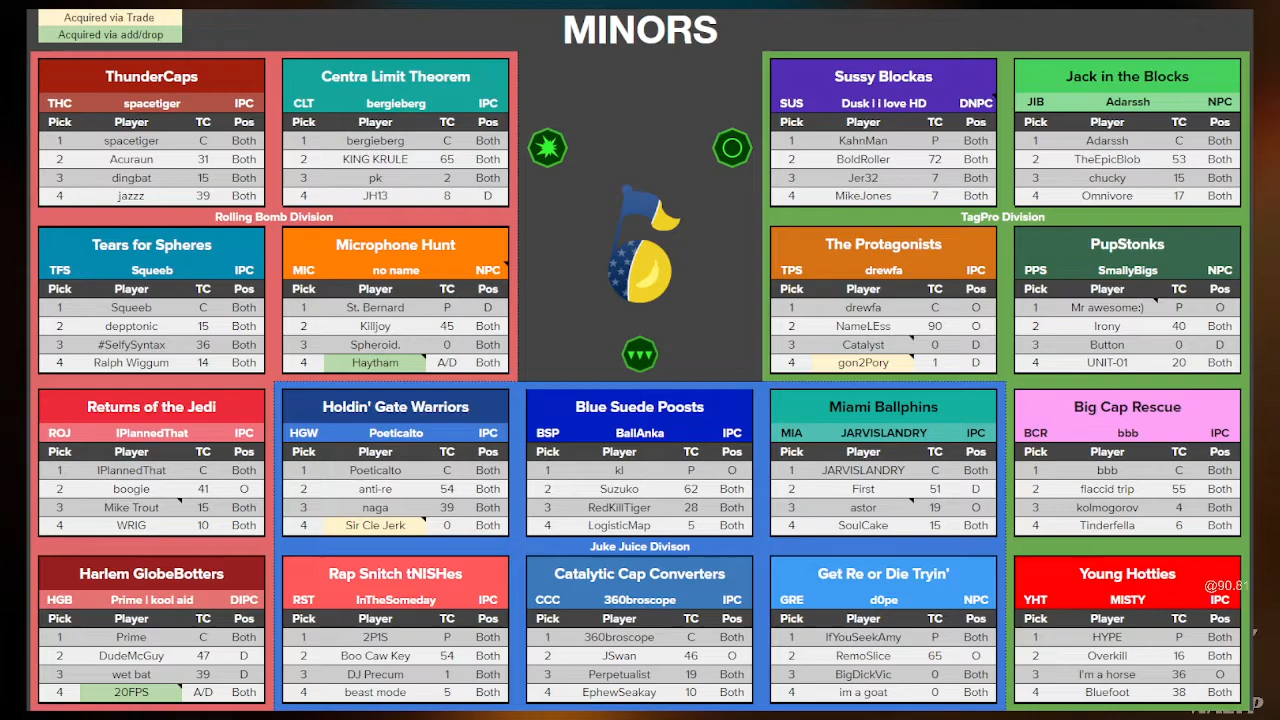 Acquired via Trade
Acquired via add/drop
MINORS
ThunderCaps
THC spacetiger IPC
Pick Player TC Pos
1 spacetiger C Both
2 Acuraun 31 Both
3 dingbat 15 Both
4 jazzz 39 Both
Centra Limit Theorem
CLT bergieberg IPC
Pick Player TC Pos
1 bergieberg C Both
2 KING KRULE 65 Both
3 pk 2 Both
4 JH13 8 D
Sussy Blockas
SUS Dusk | i love HD DNPC
Pick Player TC Pos
1 KahnMan P Both
2 BoldRoller 72 Both
3 Jer32 7 Both
4 MikeJones 7 Both
Jack in the Blocks
JIB Adarssh NPC
Pick Player TC Pos
1 Adarssh C Both
2 TheEpicBlob 53 Both
3 chucky 15 Both
4 Omnivore 17 Both
Rolling Bomb Division
TagPro Division
Tears for Spheres
TFS Squeeb IPC
Pick Player TC Pos
1 Squeeb C Both
2 depptonic 15 Both
3 #SelfySyntax 36 Both
4 Ralph Wiggum 14 Both
Microphone Hunt
MIC no name NPC
Pick Player TC Pos
1 St. Bernard P D
2 Killjoy 45 Both
3 Spheroid. 0 Both
4 Haytham A/D Both
The Protagonists
TPS drewfa IPC
Pick Player TC Pos
1 drewfa C O
2 NameLEss 90 O
3 Catalyst 0 D
4 gon2Pory 1 D
PupStonks
PPS SmallyBigs NPC
Pick Player TC Pos
1 Mr awesome:) P O
2 Irony 40 Both
3 Button 0 D
4 UNIT-01 20 Both
Returns of the Jedi
ROJ IPlannedThat IPC
Pick Player TC Pos
1 IPlannedThat C Both
2 boogie 41 O
3 Mike Trout 15 Both
4 WRIG 10 Both
Holdin' Gate Warriors
HGW Poeticalto IPC
Pick Player TC Pos
1 Poeticalto C Both
2 anti-re 54 Both
3 naga 39 Both
4 Sir Cle Jerk 0 Both
Blue Suede Poosts
BSP BallAnka IPC
Pick Player TC Pos
1 kl P O
2 Suzuko 62 Both
3 RedKillTiger 28 Both
4 LogisticMap 5 Both
Miami Ballphins
MIA JARVISLANDRY IPC
Pick Player TC Pos
1 JARVISLANDRY C Both
2 First 51 D
3 astor 19 O
4 SoulCake 15 Both
Big Cap Rescue
BCR bbb IPC
Pick Player TC Pos
1 bbb C Both
2 flaccid trip 55 Both
3 kolmogorov 4 Both
4 Tinderfella 6 Both
Juke Juice Divison
Harlem GlobeBotters
HGB Prime | kool aid DIPC
Pick Player TC Pos
1 Prime C Both
2 DudeMcGuy 47 D
3 wet bat 39 D
4 20FPS A/D Both
Rap Snitch tNISHes
RST InTheSomeday IPC
Pick Player TC Pos
1 2P1S P Both
2 Boo Caw Key 54 Both
3 DJ Precum 1 Both
4 beast mode 5 Both
Catalytic Cap Converters
CCC 360broscope IPC
Pick Player TC Pos
1 360broscope C Both
2 JSwan 46 O
3 Perpetualist 19 Both
4 EphewSeakay 10 Both
Get Re or Die Tryin'
GRE d0pe NPC
Pick Player TC Pos
1 IfYouSeekAmy P Both
2 RemoSlice 65 O
3 BigDickVic 0 Both
4 im a goat 0 Both
Young Hotties
@90.81
YHT MISTY IPC
Pick Player TC Pos
1 HYPE P Both
2 Overkill 16 Both
3 I'm a horse 36 O
4 Bluefoot 38 Both